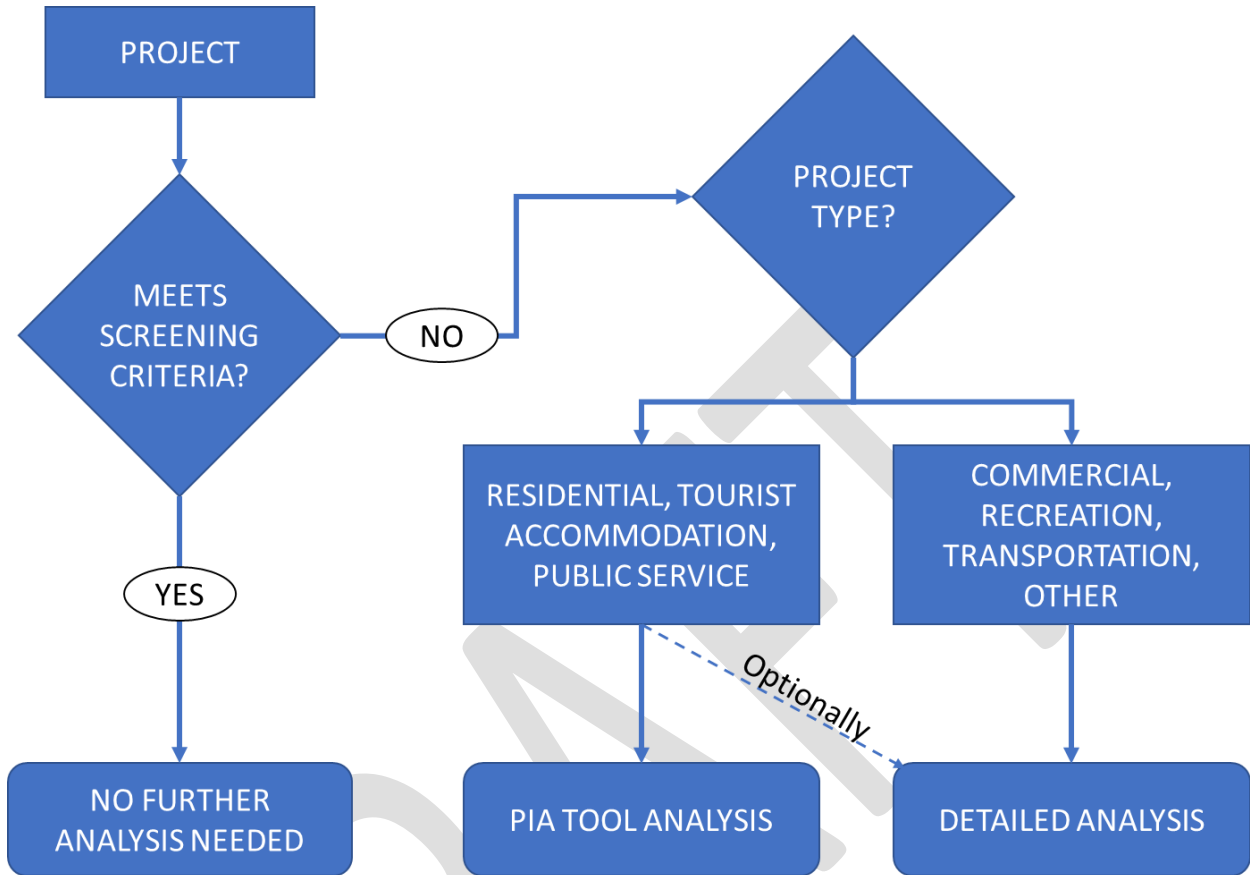 PROJECT
PROJECT
TYPE?
MEETS
SCREENING
CRITERIA?
NO
RESIDENTIAL, TOURIST
ACCOMMODATION,
PUBLIC SERVICE
COMMERCIAL,
RECREATION,
TRANSPORTATION,
OTHER
YES
Optionally
NO FURTHER
ANALYSIS NEEDED
PIA TOOL ANALYSIS
DETAILED ANALYSIS